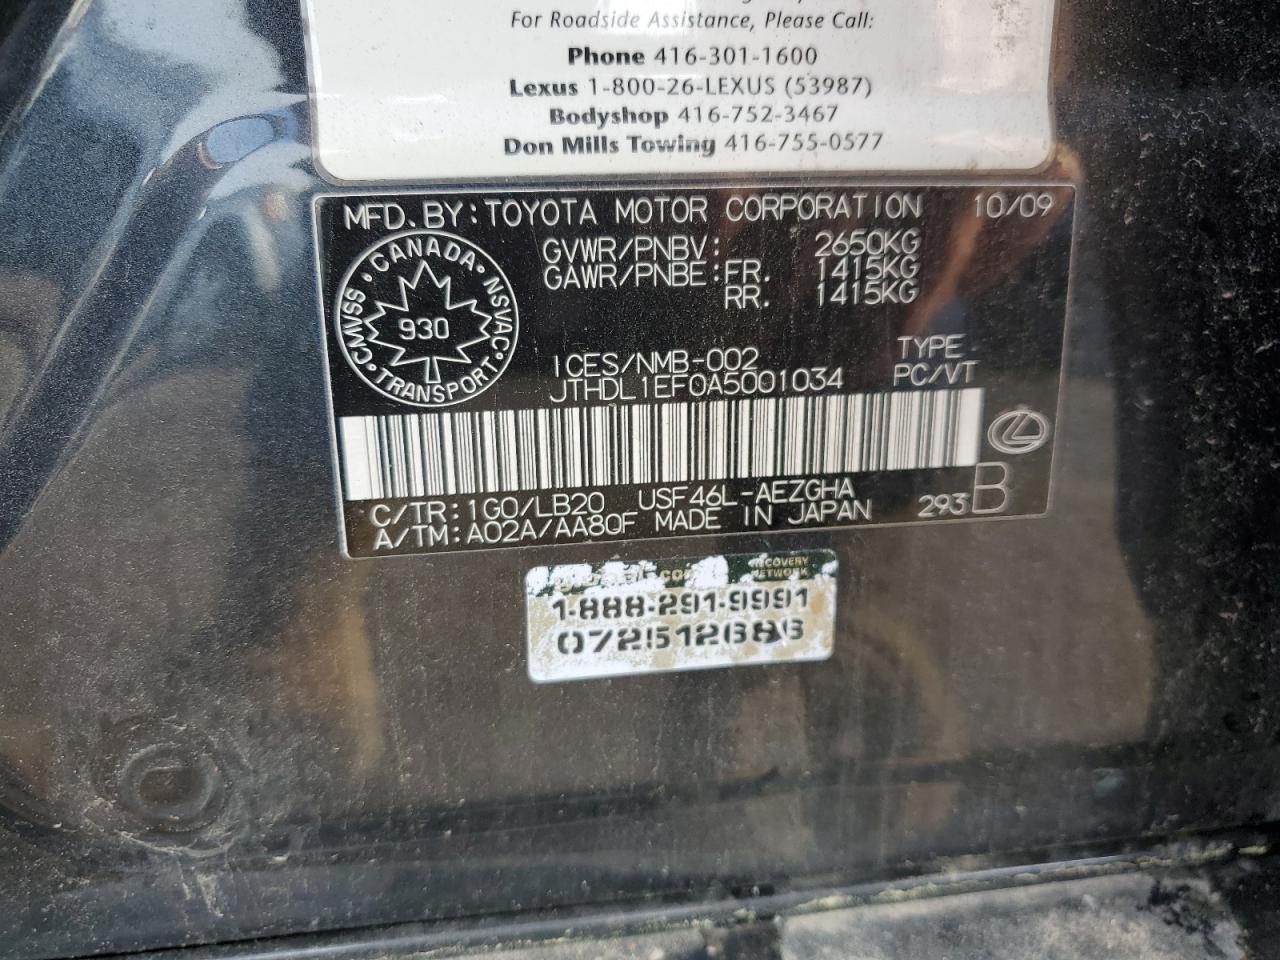 For Roadside Assistance, Please Call:
Phone 416-301-1600
Lexus 1-800-26-LEXUS (53987)
Bodyshop 416-752-3467
Don Mills Towing 416-755-0577
MFD. BY: TOYOTA MOTOR CORPORATION 10/09
GVWR/PNBV: 2650KG
GAWR/PNBE: FR. 1415KG
RR. 1415KG
CMVSS · CANADA · NSVAC · TRANSPORT ·
930
ICES/NMB-002 TYPE
JTHDL1EF0A5001034 PC/VT
C/TR: 1G0/LB20 USF46L-AEZGHA
A/TM: A02A/AA80F MADE IN JAPAN 293 B
RECOVERY
NETWORK
1-888-291-9991
072512686